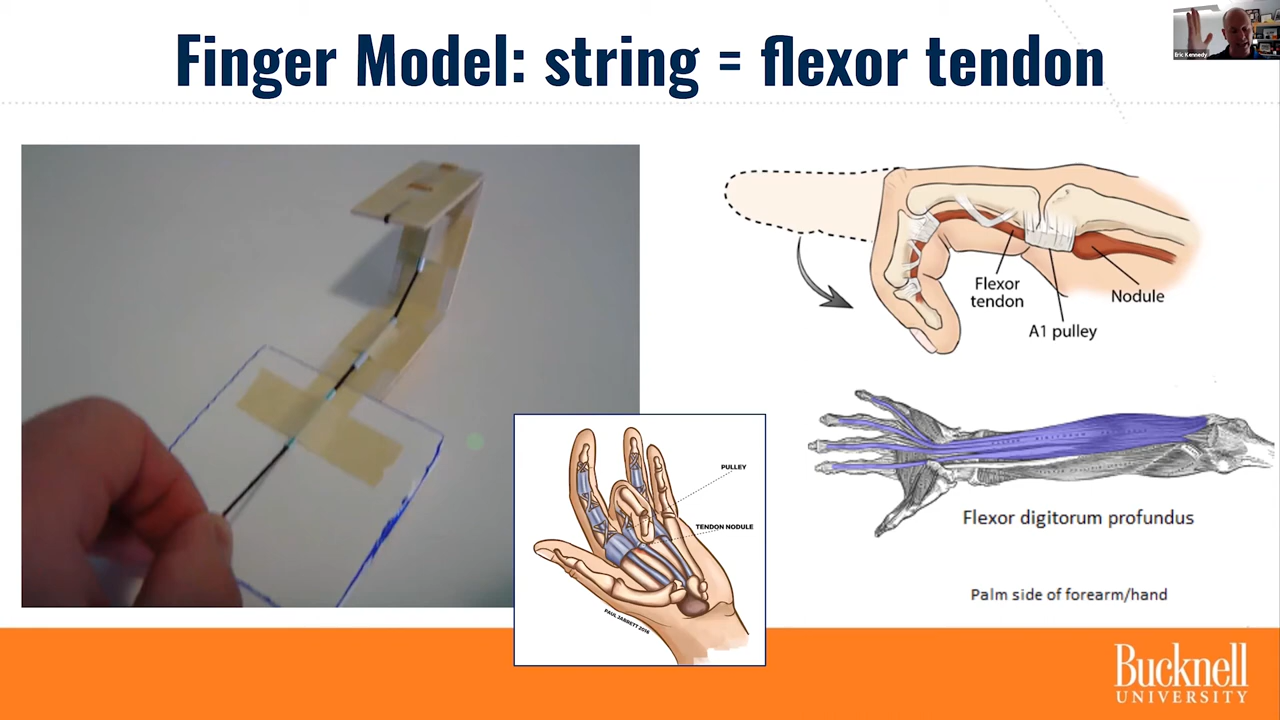 Finger Model: string = flexor tendon
Eric Kennedy
Flexor
tendon
Nodule
A1 pulley
PULLEY
TENDON NODULE
PAUL JARRETT 2018
Flexor digitorum profundus
Palm side of forearm/hand
Bucknell
UNIVERSITY